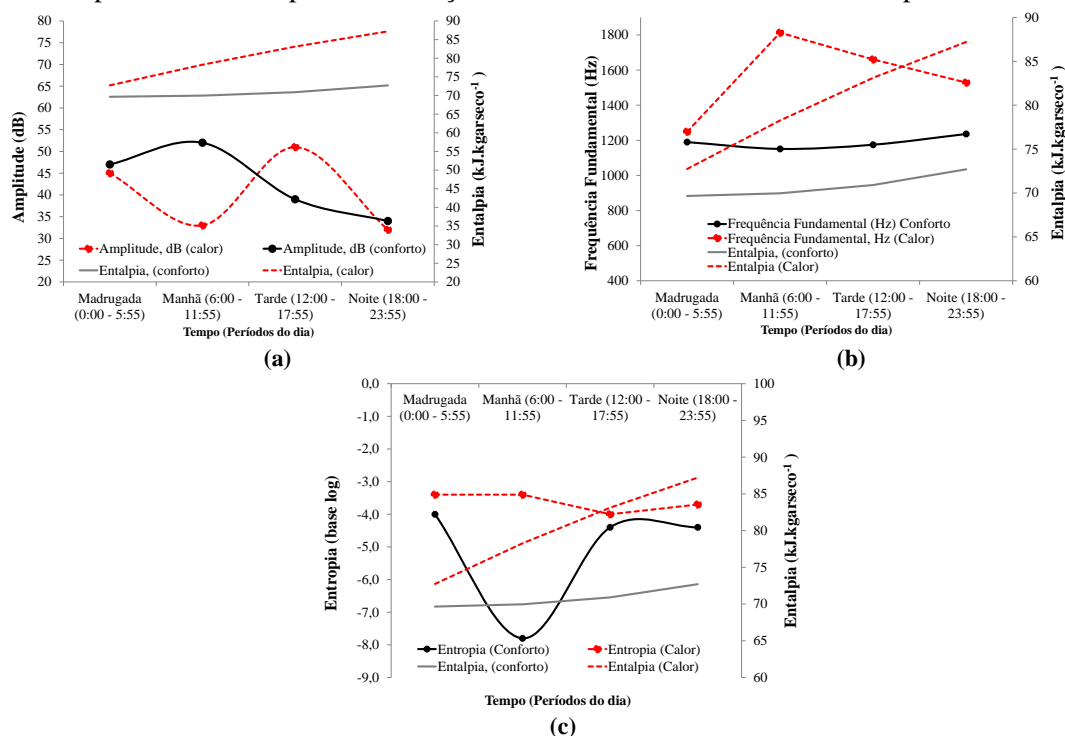 80
75
70
65
60
55
50
45
40
35
30
25
20
90
85
80
75
70
65
60
55
50
45
40
35
30
25
20
Amplitude (dB)
Entalpia (kJ.kgarseco-1)
Amplitude, dB (calor)
Amplitude, dB (conforto)
Entalpia, (conforto)
Entalpia, (calor)
Madrugada
(0:00 - 5:55)
Manhã (6:00 -
11:55)
Tarde (12:00 -
17:55)
Noite (18:00 -
23:55)
Tempo (Períodos do dia)
(a)
1800
1600
1400
1200
1000
800
600
400
90
85
80
75
70
65
60
Frequência Fundamental (Hz)
Entalpia (kJ.kgarseco-1)
Frequência Fundamental (Hz) Conforto
Frequência Fundamental, Hz (Calor)
Entalpia, (conforto)
Entalpia (Calor)
Madrugada
(0:00 - 5:55)
Manhã (6:00 -
11:55)
Tarde (12:00 -
17:55)
Noite (18:00 -
23:55)
Tempo (Períodos do dia)
(b)
0,0
-1,0
-2,0
-3,0
-4,0
-5,0
-6,0
-7,0
-8,0
-9,0
100
95
90
85
80
75
70
65
60
Entropia (base log)
Entalpia (kJ.kgarseco-1 )
Madrugada
(0:00 - 5:55)
Manhã (6:00 -
11:55)
Tarde (12:00 -
17:55)
Noite (18:00 -
23:55)
Entropia (Conforto)
Entropia (Calor)
Entalpia, (conforto)
Entalpia (Calor)
Tempo (Períodos do dia)
(c)